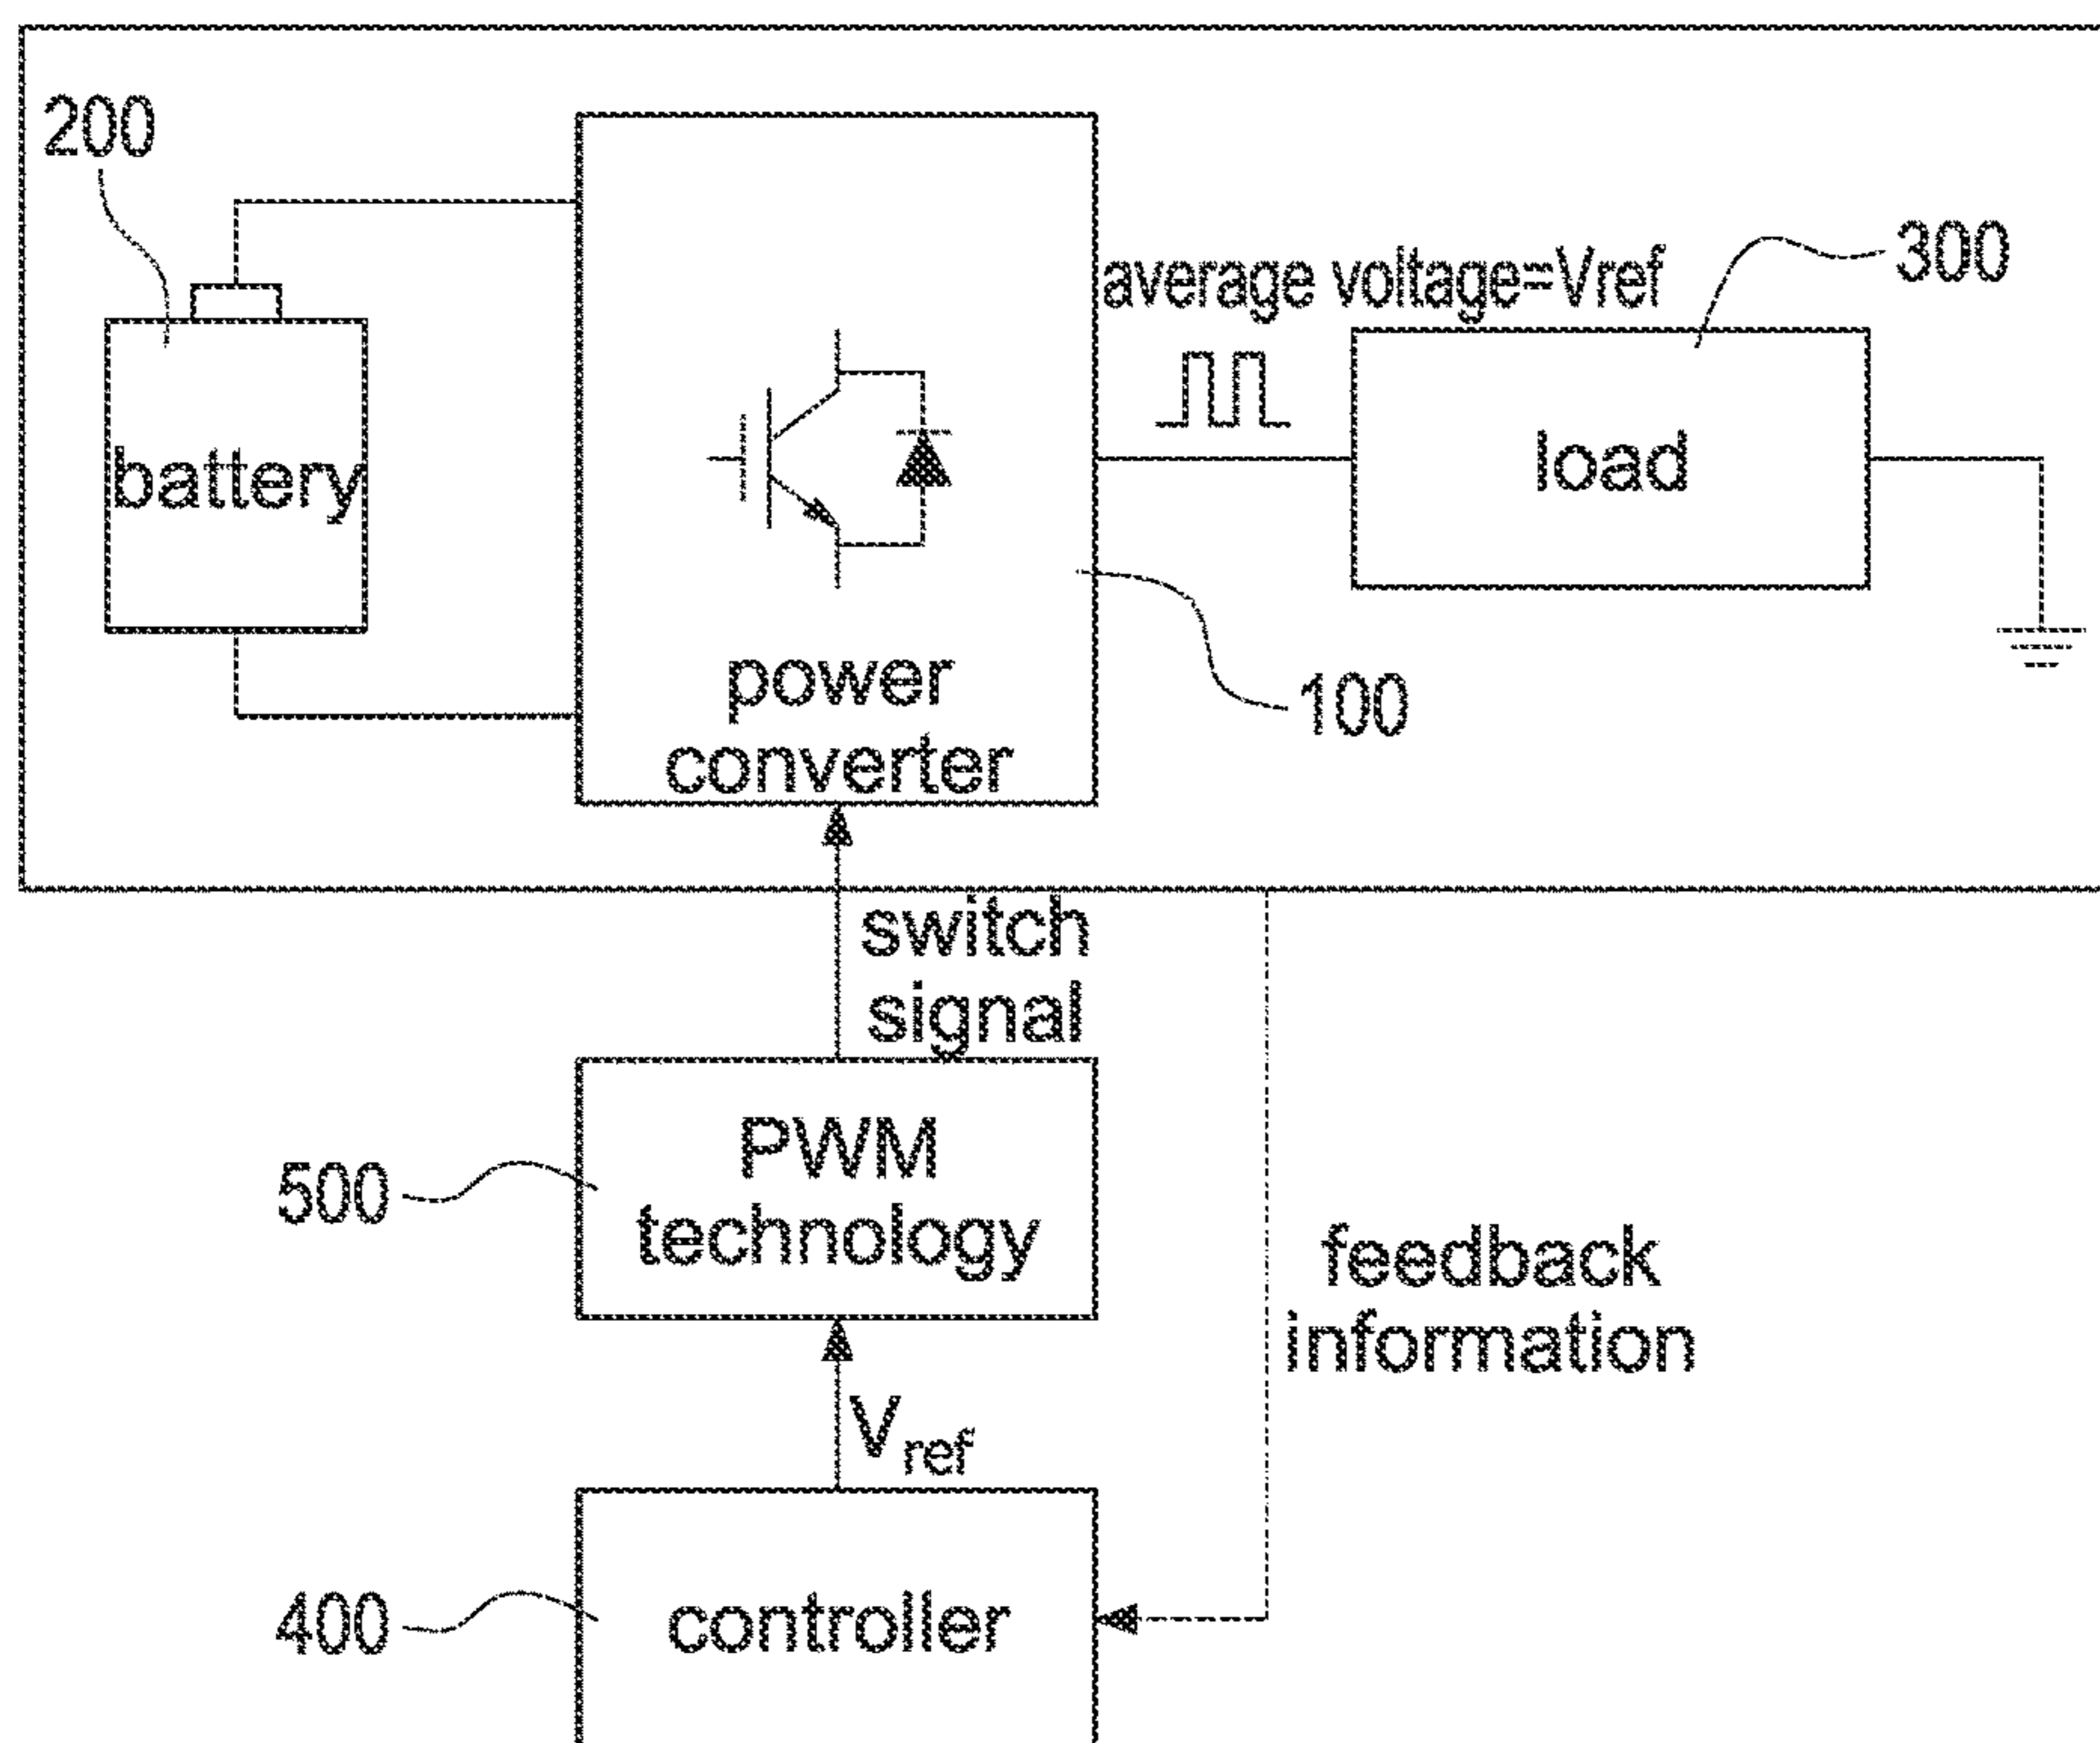 200
average voltage=Vref
300
battery
load
power
converter
100
switch
signal
PWM
technology
500
feedback
information
Vref
controller
400